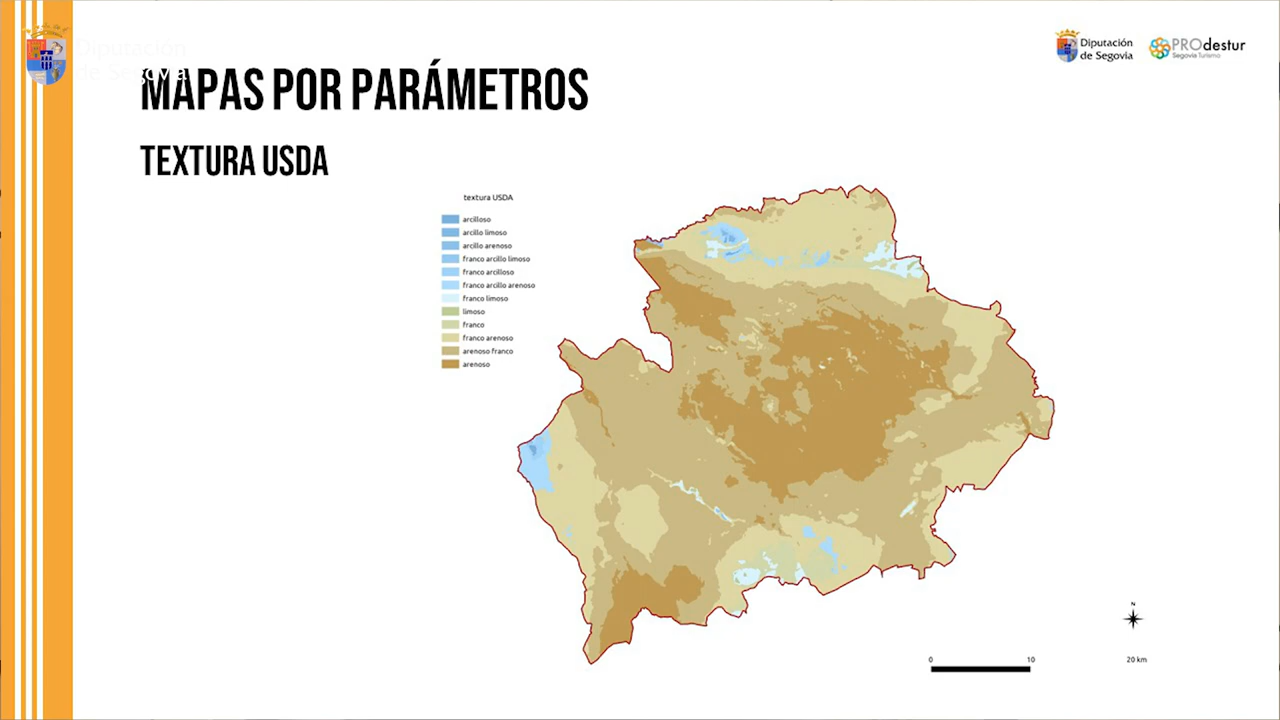 Diputación
de Segovia
MAPAS POR PARÁMETROS
TEXTURA USDA
Diputación
de Segovia
PROdestur
Segovia Turismo
textura USDA
arcilloso
arcillo limoso
arcillo arenoso
franco arcillo limoso
franco arcilloso
franco arcillo arenoso
franco limoso
limoso
franco
franco arenoso
arenoso franco
arenoso
N
0 10 20 km